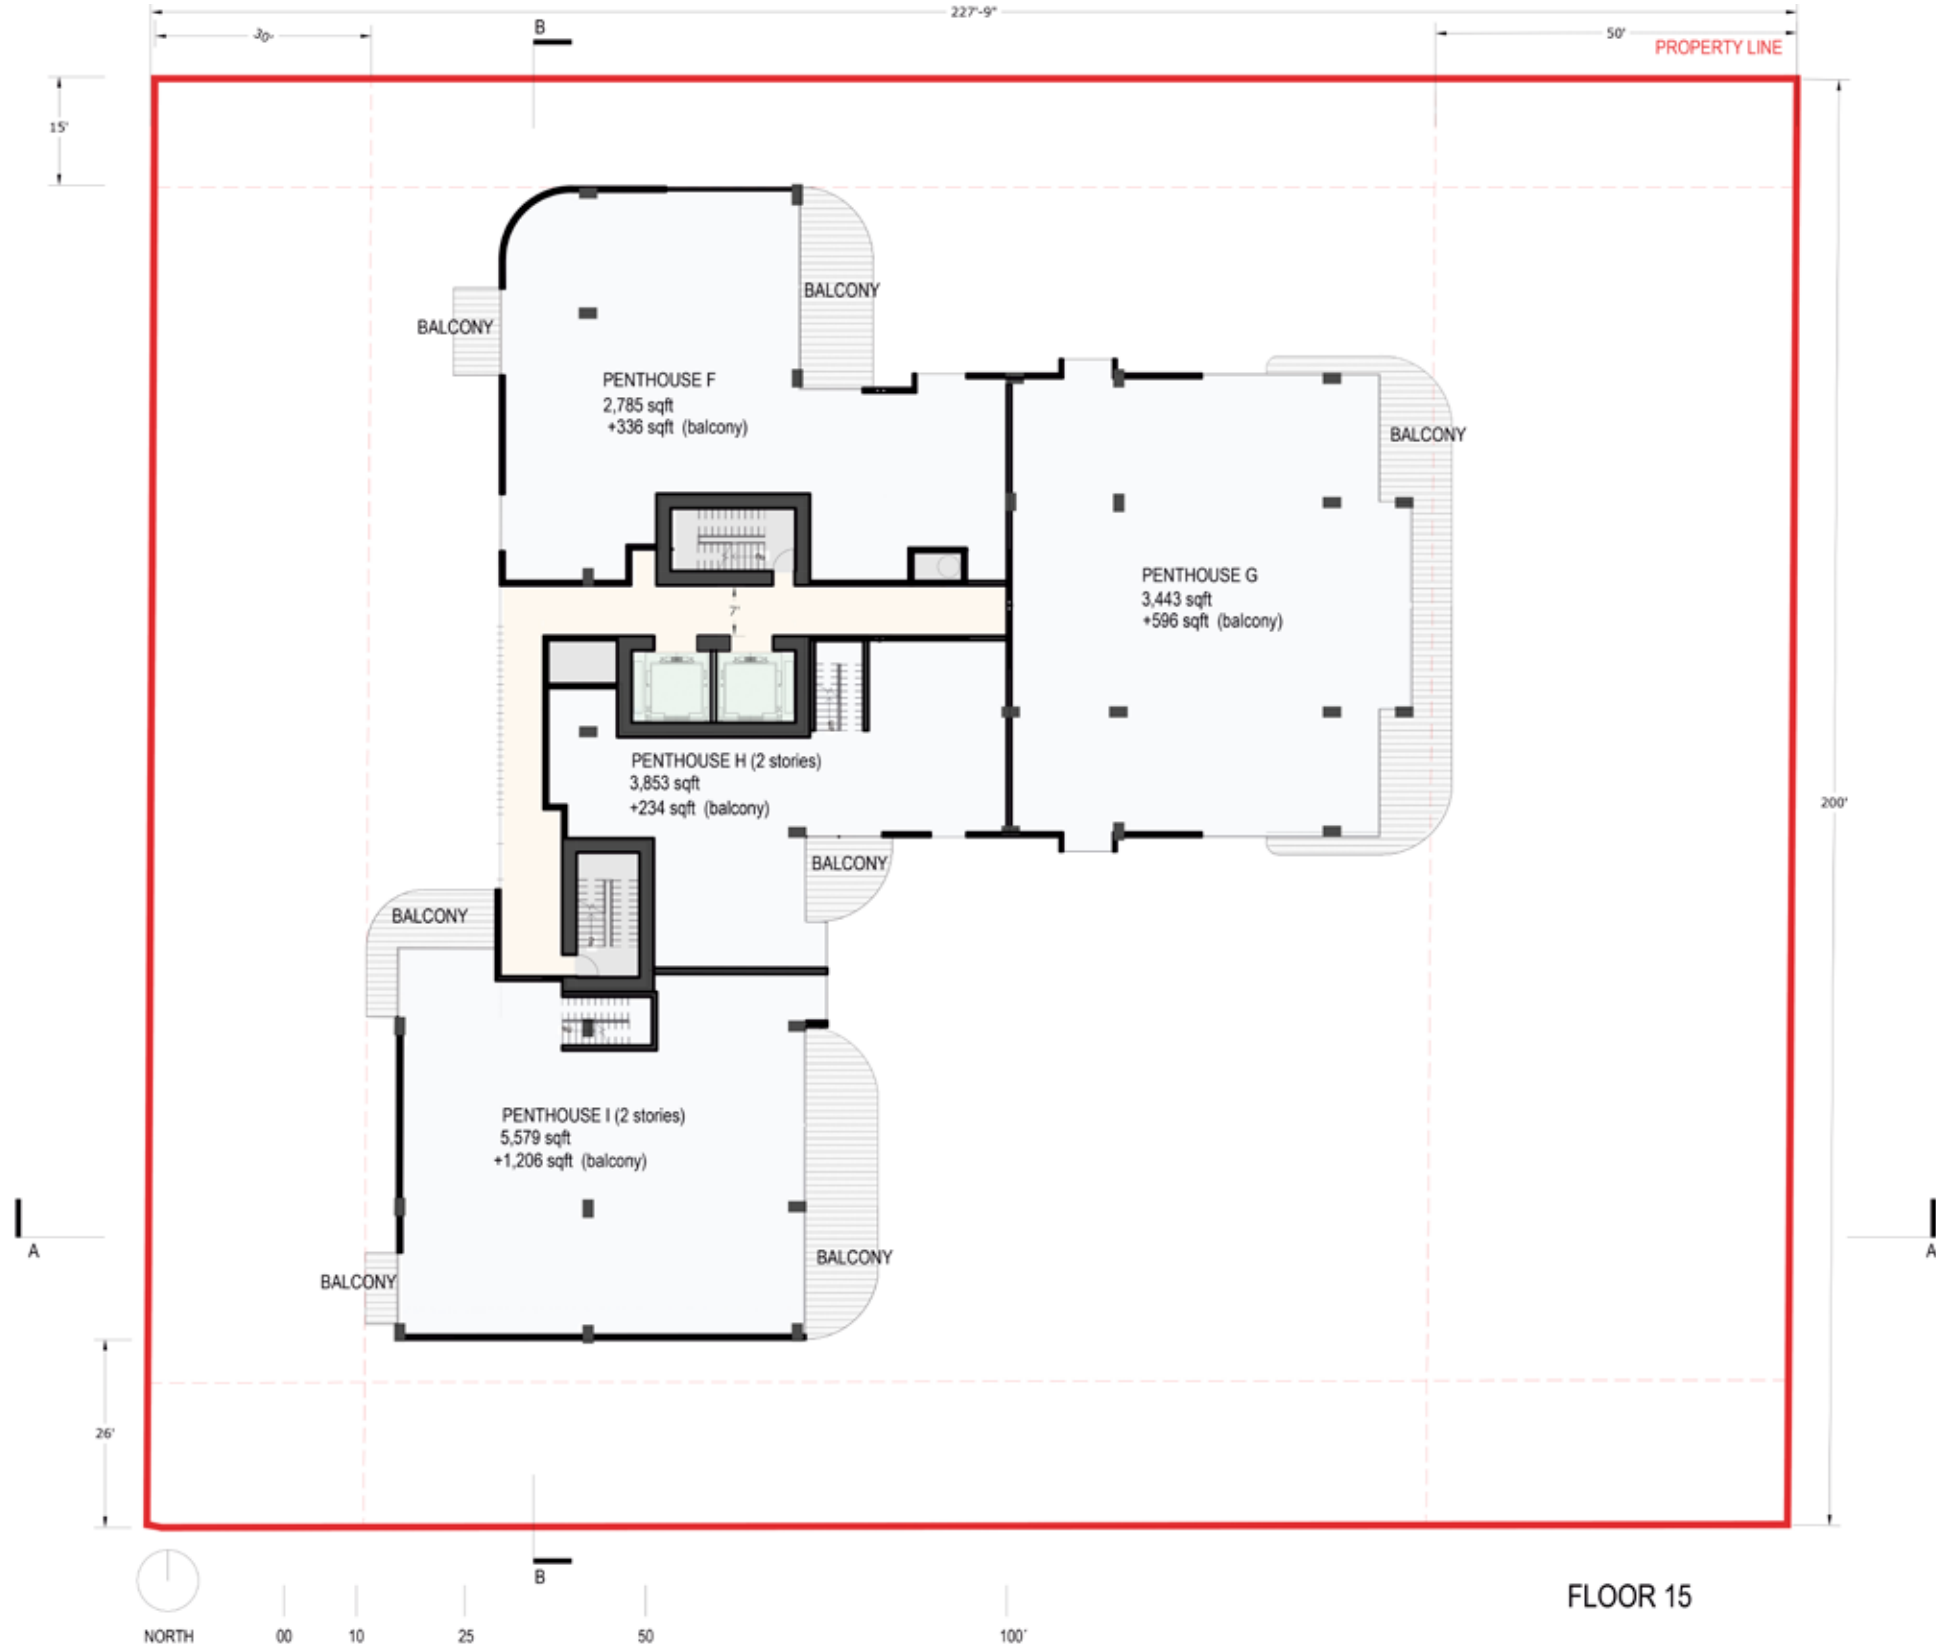 227'-9"
B
30'
50'
PROPERTY LINE
15'
BALCONY
BALCONY
PENTHOUSE F
2,785 sqft
+336 sqft (balcony)
BALCONY
PENTHOUSE G
3,443 sqft
+596 sqft (balcony)
7'
PENTHOUSE H (2 stories)
3,853 sqft
+234 sqft (balcony)
200'
BALCONY
BALCONY
PENTHOUSE I (2 stories)
5,579 sqft
+1,206 sqft (balcony)
A
A
BALCONY
BALCONY
26'
B
FLOOR 15
NORTH
00
10
25
50
100'